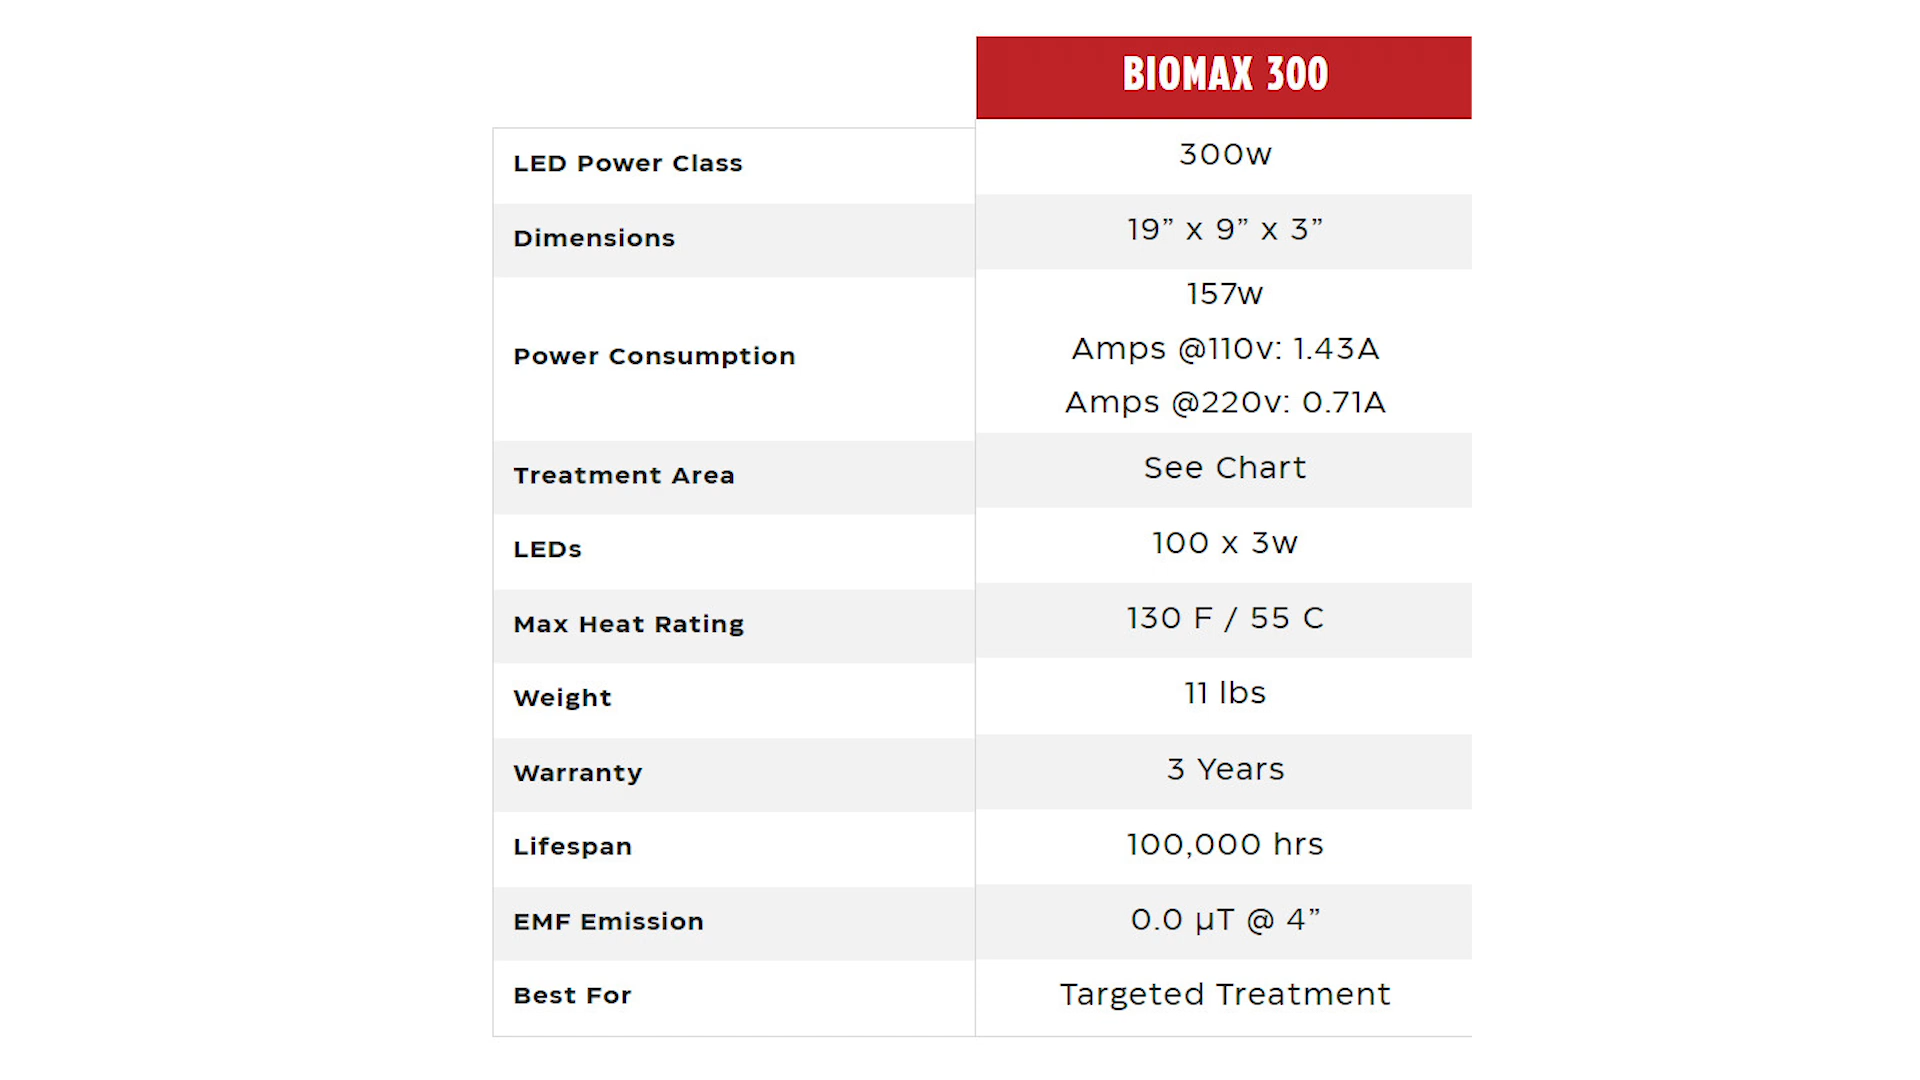 BIOMAX 300
LED Power Class
300w
Dimensions
19” x 9” x 3”
Power Consumption
157w
Amps @110v: 1.43A
Amps @220v: 0.71A
Treatment Area
See Chart
LEDs
100 x 3w
Max Heat Rating
130 F / 55 C
Weight
11 lbs
Warranty
3 Years
Lifespan
100,000 hrs
EMF Emission
0.0 µT @ 4”
Best For
Targeted Treatment